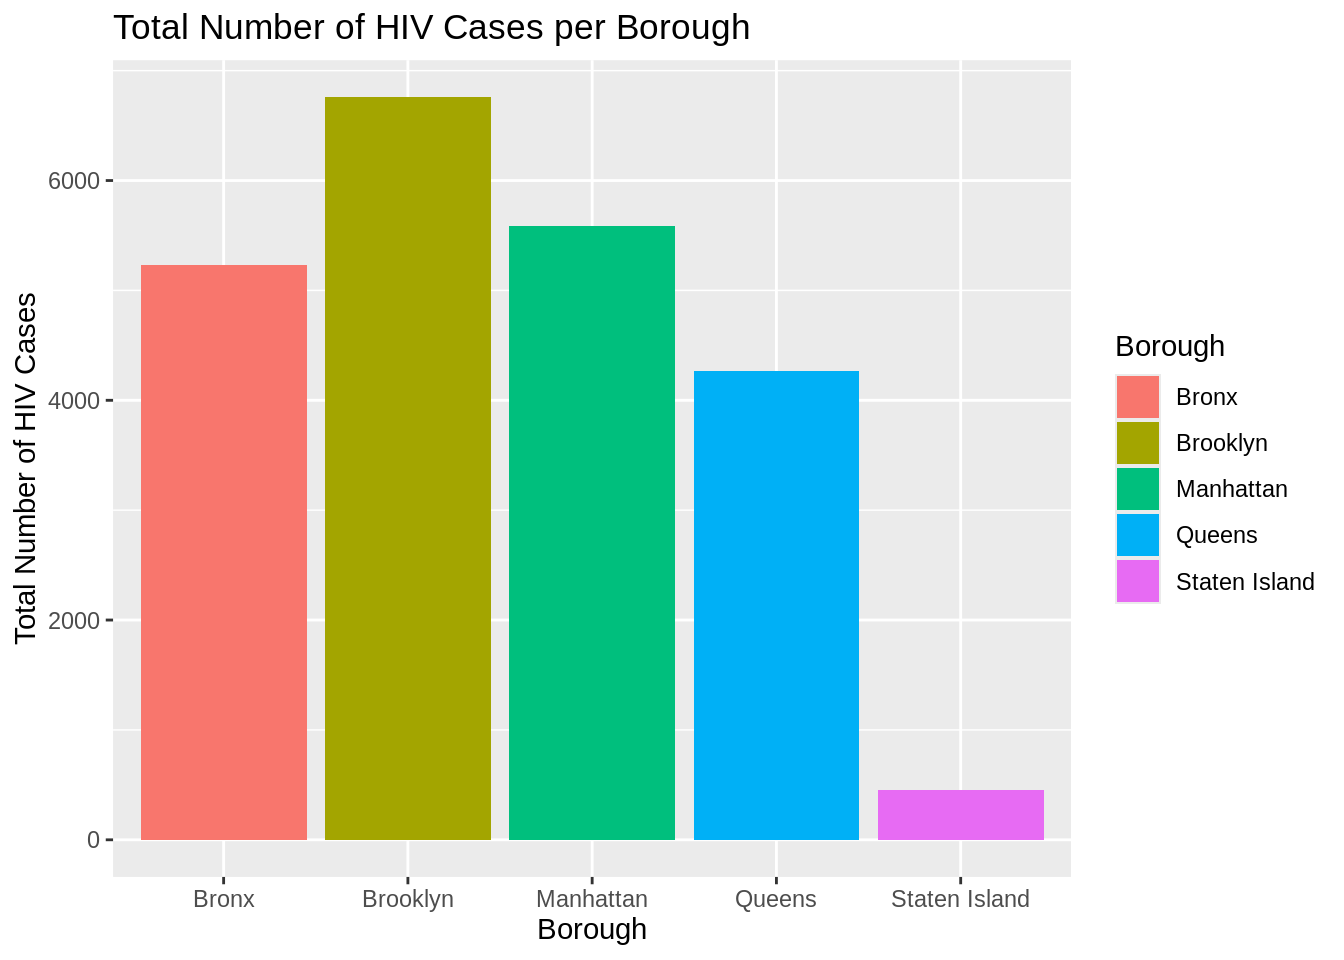 Total Number of HIV Cases per Borough
Total Number of HIV Cases
6000
4000
2000
0
Bronx
Brooklyn
Manhattan
Queens
Staten Island
Borough
Borough
Bronx
Brooklyn
Manhattan
Queens
Staten Island